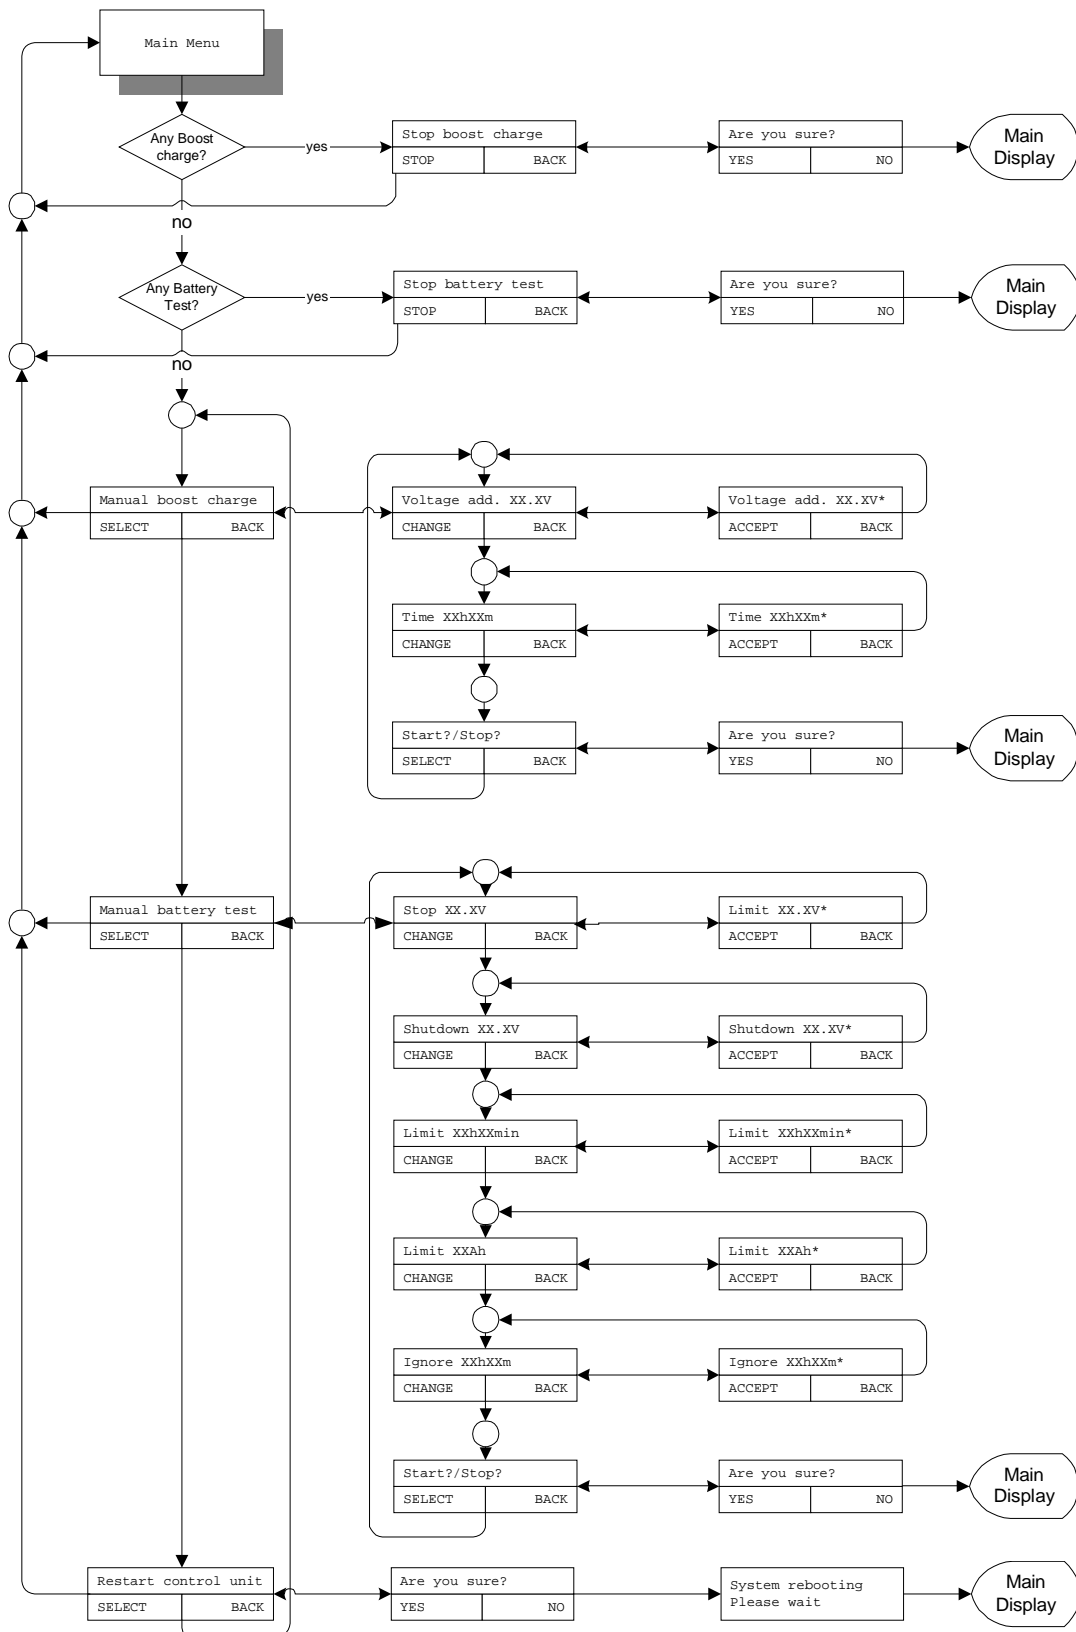 Main Menu
Any Boost
charge?
yes
Stop boost charge
STOP BACK
Are you sure?
YES NO
Main
Display
no
Any Battery
Test?
yes
Stop battery test
STOP BACK
Are you sure?
YES NO
Main
Display
no
Manual boost charge
SELECT BACK
Voltage add. XX.XV
CHANGE BACK
Voltage add. XX.XV*
ACCEPT BACK
Time XXhXXm
CHANGE BACK
Time XXhXXm*
ACCEPT BACK
Start?/Stop?
SELECT BACK
Are you sure?
YES NO
Main
Display
Manual battery test
SELECT BACK
Stop XX.XV
CHANGE BACK
Limit XX.XV*
ACCEPT BACK
Shutdown XX.XV
CHANGE BACK
Shutdown XX.XV*
ACCEPT BACK
Limit XXhXXmin
CHANGE BACK
Limit XXhXXmin*
ACCEPT BACK
Limit XXAh
CHANGE BACK
Limit XXAh*
ACCEPT BACK
Ignore XXhXXm
CHANGE BACK
Ignore XXhXXm*
ACCEPT BACK
Start?/Stop?
SELECT BACK
Are you sure?
YES NO
Main
Display
Restart control unit
SELECT BACK
Are you sure?
YES NO
System rebooting
Please wait
Main
Display